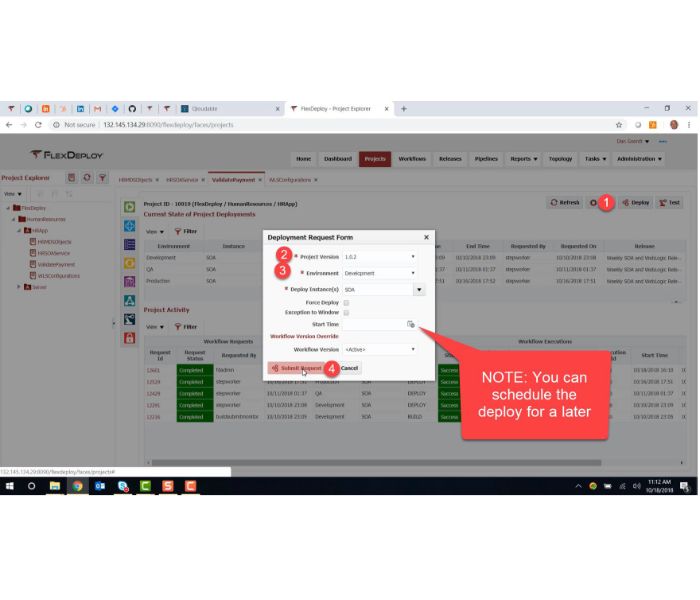 Cloudable
FlexDeploy - Project Explorer
Not secure
132.145.134.29:8090/flexdeploy/faces/projects
FLEXDEPLOY
Home Dashboard Projects Workflows Releases Pipelines Reports Topology Tasks Administration
Project Explorer
HRMDSObjects HRSOAService ValidatePayment WLSConfigurations
View
FlexDeploy
HumanResources
HRApp
HRMDSObjects
HRSOAService
ValidatePayment
WLSConfigurations
Server
Project ID - 10019 (FlexDeploy / HumanResources / HRApp)
Refresh 1 Deploy Test
Current State of Project Deployments
View Filter
Environment Instance End Time Requested By Requested On Release
Development SOA 10/10/2018 23:09 stepworker 10/10/2018 23:08 Weekly SOA and WebLogic Rele...
QA SOA 10/11/2018 01:37 stepworker 10/11/2018 01:37 Weekly SOA and WebLogic Rele...
Production SOA 10/16/2018 17:52 stepworker 10/16/2018 17:51 Weekly SOA and WebLogic Rele...
Deployment Request Form
2 * Project Version 1.0.2
3 * Environment Development
* Deploy Instance(s) SOA
Force Deploy
Exception to Window
Start Time
Workflow Version Override
Workflow Version <Active>
Submit Request 4 Cancel
NOTE: You can
schedule the
deploy for a later
Project Activity
View Filter
Workflow Requests Workflow Executions
Request Id Request Status Requested By Start Time
12601 Completed fdadmin Success 10/18/2018 16:10
12529 Completed stepworker 10/16/2018 17:51 Production SOA DEPLOY Success 10/16/2018 17:51
12429 Completed stepworker 10/11/2018 01:37 QA SOA DEPLOY Success 10/11/2018 01:37
Completed stepworker 10/10/2018 23:08 Development SOA DEPLOY Success 10/10/2018 23:09
Completed 10/10/2018 23:05 Development SOA BUILD Success 10/10/2018 23:05
132.145.134.29:8090/flexdeploy/faces/projects#
11:12 AM
10/18/2018